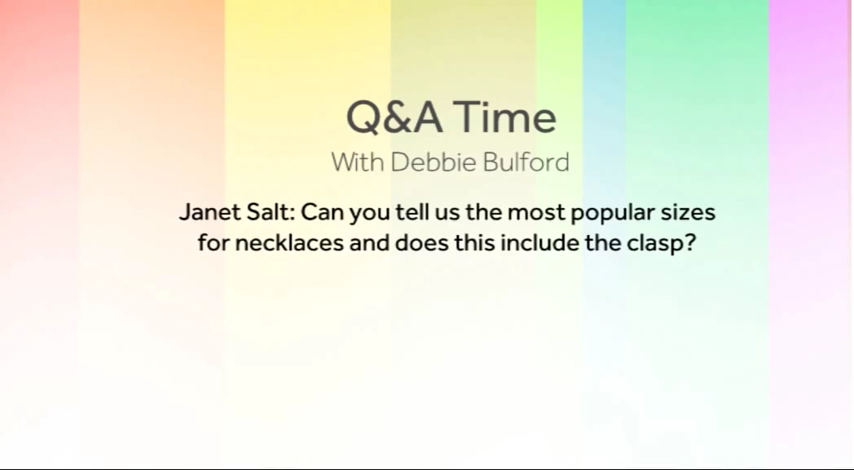 Q&A Time
With Debbie Bulford
Janet Salt: Can you tell us the most popular sizes
for necklaces and does this include the clasp?